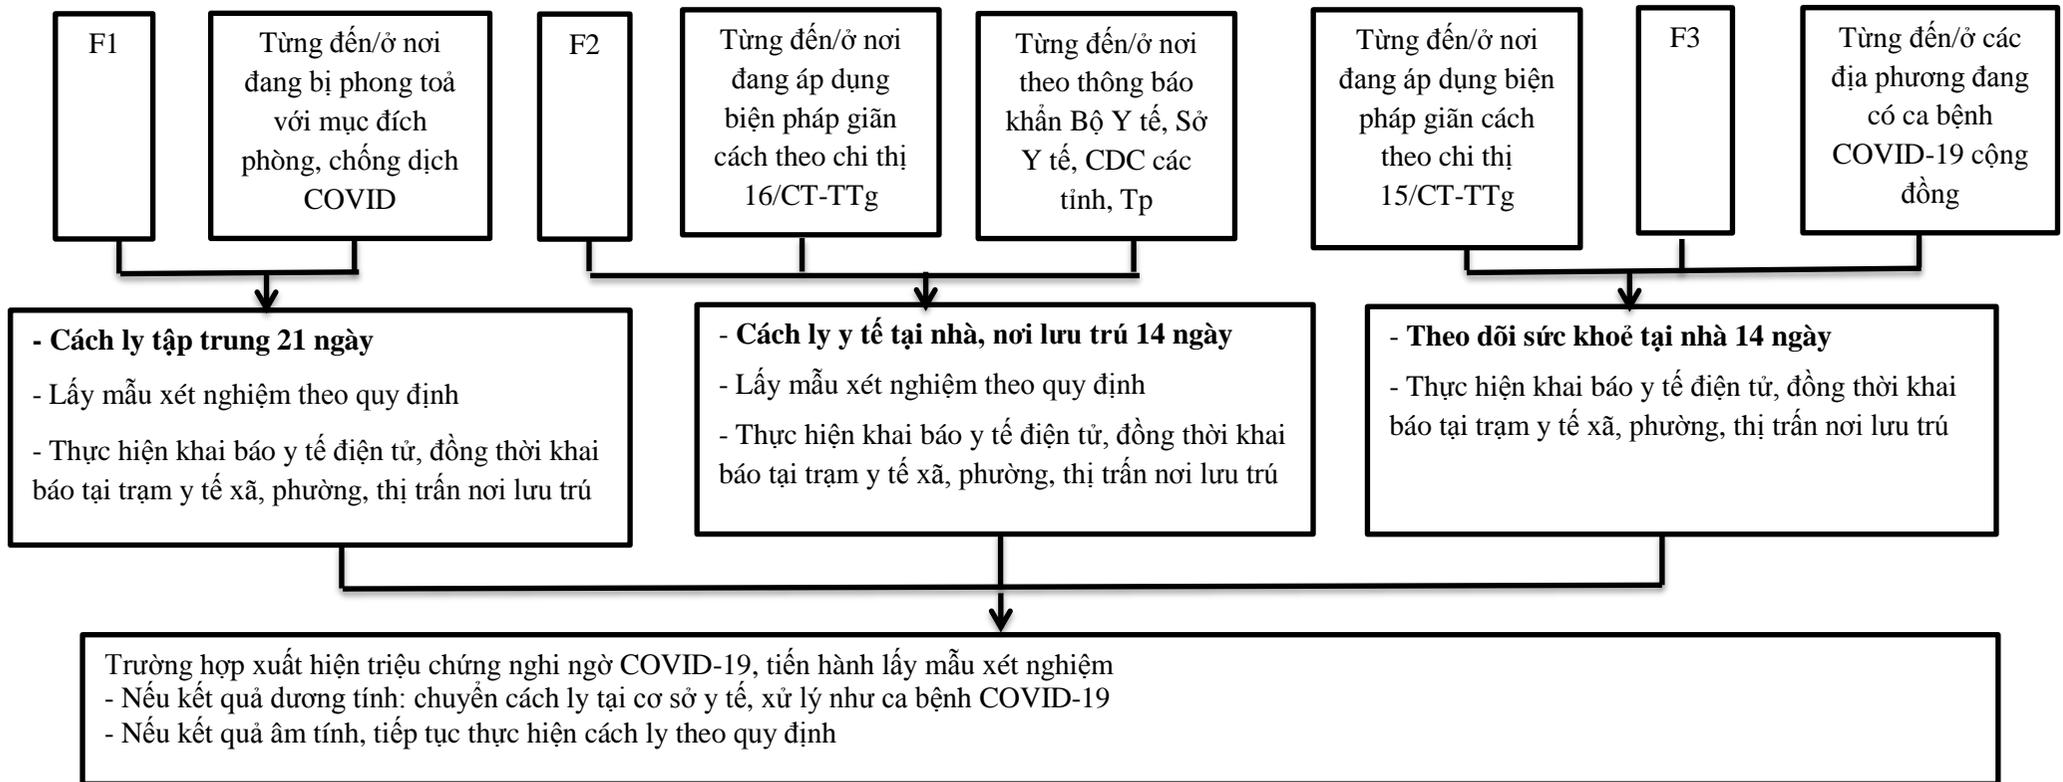 F1
Từng đến/ở nơi
đang bị phong toả
với mục đích
phòng, chống dịch
COVID
F2
Từng đến/ở nơi
đang áp dụng
biện pháp giãn
cách theo chi thị
16/CT-TTg
Từng đến/ở nơi
theo thông báo
khẩn Bộ Y tế, Sở
Y tế, CDC các
tỉnh, Tp
Từng đến/ở nơi
đang áp dụng biện
pháp giãn cách
theo chi thị
15/CT-TTg
F3
Từng đến/ở các
địa phương đang
có ca bệnh
COVID-19 cộng
đồng
- Cách ly tập trung 21 ngày
- Lấy mẫu xét nghiệm theo quy định
- Thực hiện khai báo y tế điện tử, đồng thời khai
báo tại trạm y tế xã, phường, thị trấn nơi lưu trú
- Cách ly y tế tại nhà, nơi lưu trú 14 ngày
- Lấy mẫu xét nghiệm theo quy định
- Thực hiện khai báo y tế điện tử, đồng thời khai
báo tại trạm y tế xã, phường, thị trấn nơi lưu trú
- Theo dõi sức khoẻ tại nhà 14 ngày
- Thực hiện khai báo y tế điện tử, đồng thời khai
báo tại trạm y tế xã, phường, thị trấn nơi lưu trú
Trường hợp xuất hiện triệu chứng nghi ngờ COVID-19, tiến hành lấy mẫu xét nghiệm
- Nếu kết quả dương tính: chuyển cách ly tại cơ sở y tế, xử lý như ca bệnh COVID-19
- Nếu kết quả âm tính, tiếp tục thực hiện cách ly theo quy định